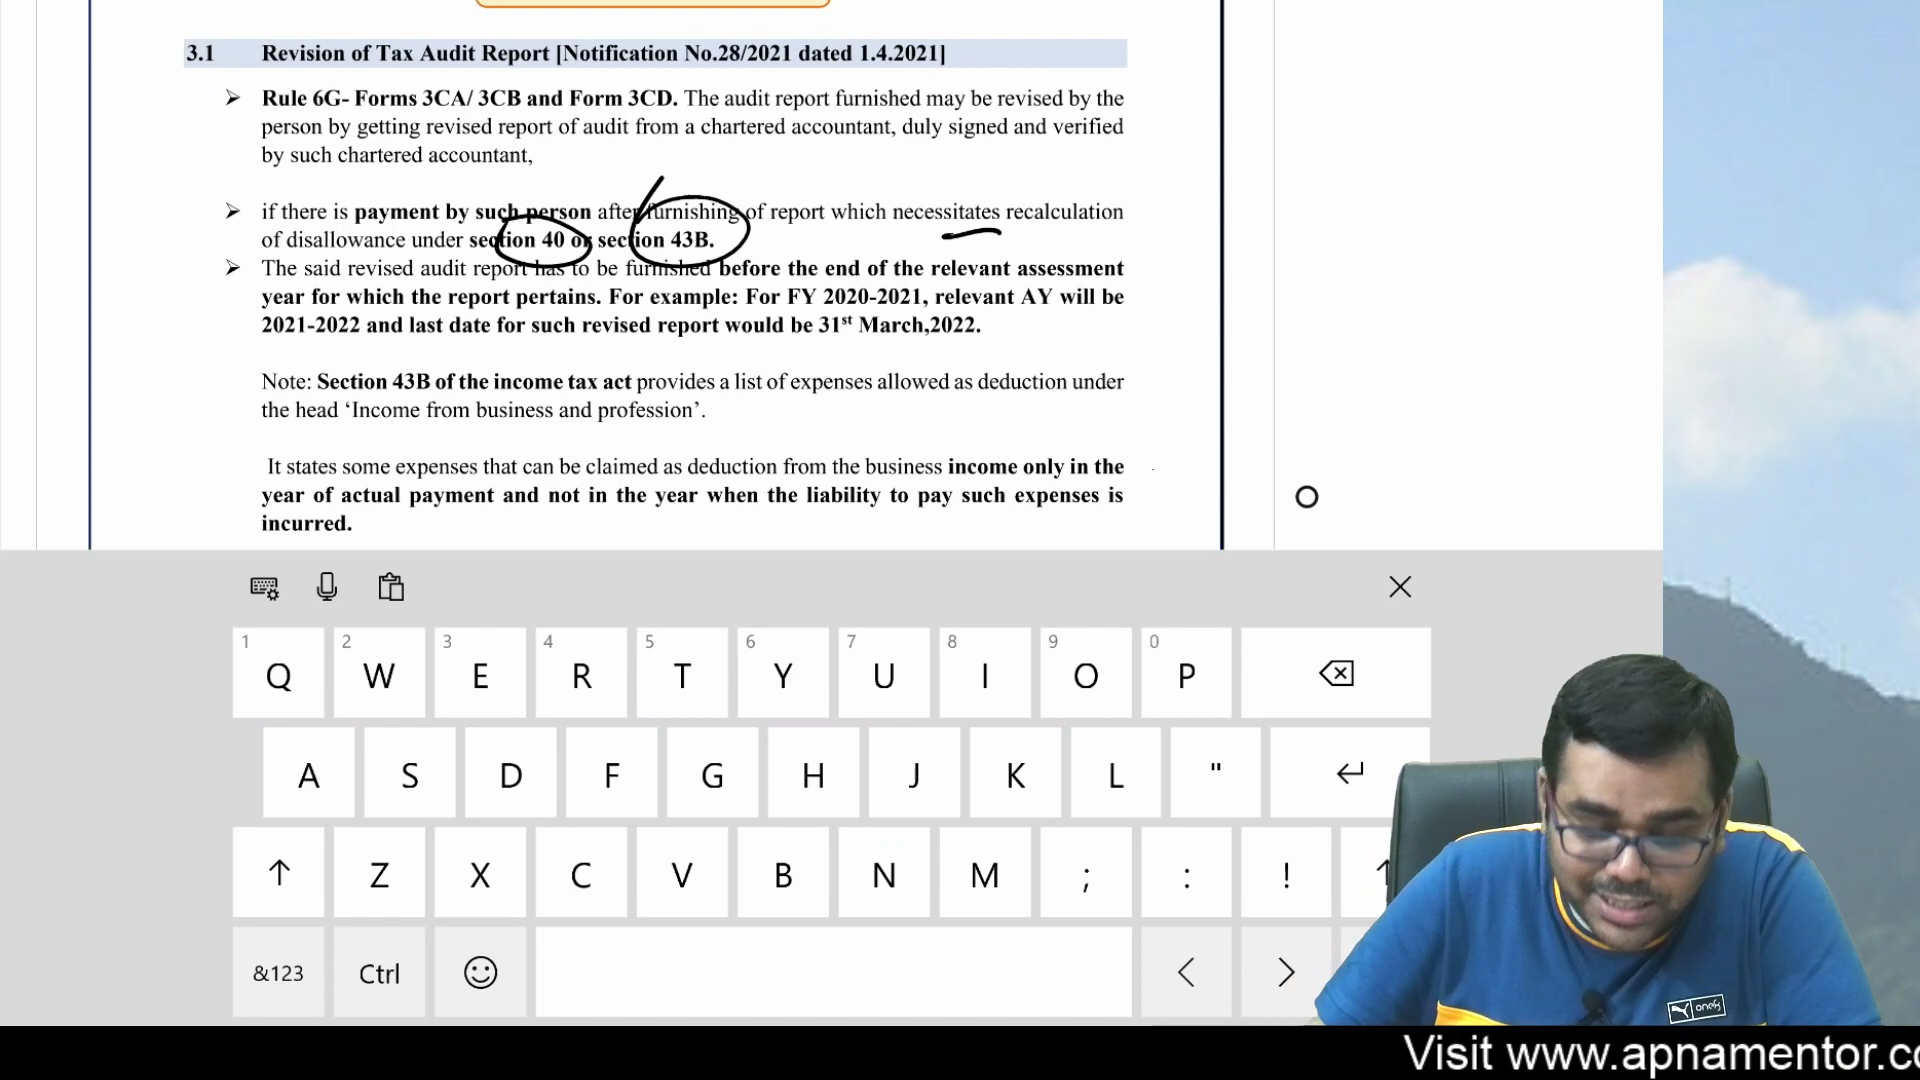 3.1 Revision of Tax Audit Report [Notification No.28/2021 dated 1.4.2021]
➢ Rule 6G- Forms 3CA/ 3CB and Form 3CD. The audit report furnished may be revised by the
person by getting revised report of audit from a chartered accountant, duly signed and verified
by such chartered accountant,
➢ if there is payment by such person after furnishing of report which necessitates recalculation
of disallowance under section 40 or section 43B.
➢ The said revised audit report has to be furnished before the end of the relevant assessment
year for which the report pertains. For example: For FY 2020-2021, relevant AY will be
2021-2022 and last date for such revised report would be 31st March,2022.
Note: Section 43B of the income tax act provides a list of expenses allowed as deduction under
the head ‘Income from business and profession’.
It states some expenses that can be claimed as deduction from the business income only in the
year of actual payment and not in the year when the liability to pay such expenses is
incurred.
1 2 3 4 5 6 7 8 9 0
Q W E R T Y U I O P
A S D F G H J K L "
Z X C V B N M ; : !
&123 Ctrl < >
Visit www.apnamentor.co